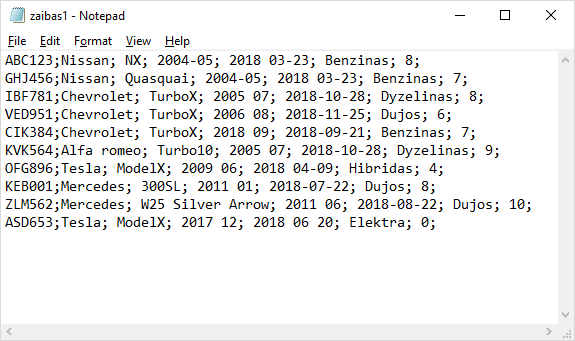 zaibas1 - Notepad
File Edit Format View Help
ABC123;Nissan; NX; 2004-05; 2018 03-23; Benzinas; 8;
GHJ456;Nissan; Quasquai; 2004-05; 2018 03-23; Benzinas; 7;
IBF781;Chevrolet; TurboX; 2005 07; 2018-10-28; Dyzelinas; 8;
VED951;Chevrolet; TurboX; 2006 08; 2018-11-25; Dujos; 6;
CIK384;Chevrolet; TurboX; 2018 09; 2018-09-21; Benzinas; 7;
KVK564;Alfa romeo; Turbo10; 2005 07; 2018-10-28; Dyzelinas; 9;
OFG896;Tesla; ModelX; 2009 06; 2018 04-09; Hibridas; 4;
KEB001;Mercedes; 300SL; 2011 01; 2018-07-22; Dujos; 8;
ZLM562;Mercedes; W25 Silver Arrow; 2011 06; 2018-08-22; Dujos; 10;
ASD653;Tesla; ModelX; 2017 12; 2018 06 20; Elektra; 0;